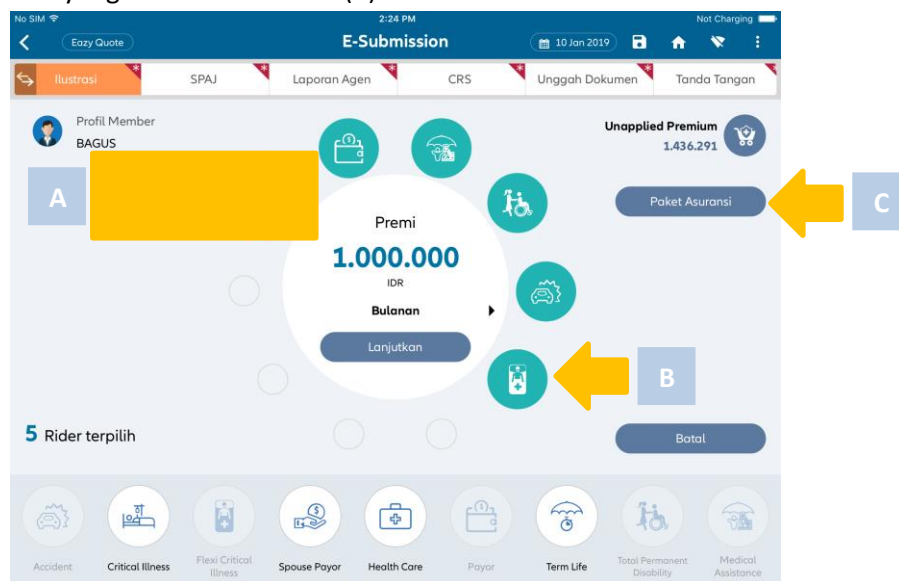 No SIM 2:24 PM Not Charging
Eazy Quote E-Submission 10 Jan 2019
Ilustrasi SPAJ Laporan Agen CRS Unggah Dokumen Tanda Tangan
Profil Member
BAGUS
Unapplied Premium
1.436.291
A
Paket Asuransi
C
Premi
1.000.000
IDR
Bulanan
Lanjutkan
B
5 Rider terpilih
Batal
Accident Critical Illness Flexi Critical Illness Spouse Payor Health Care Payor Term Life Total Permanent Disability Medical Assistance